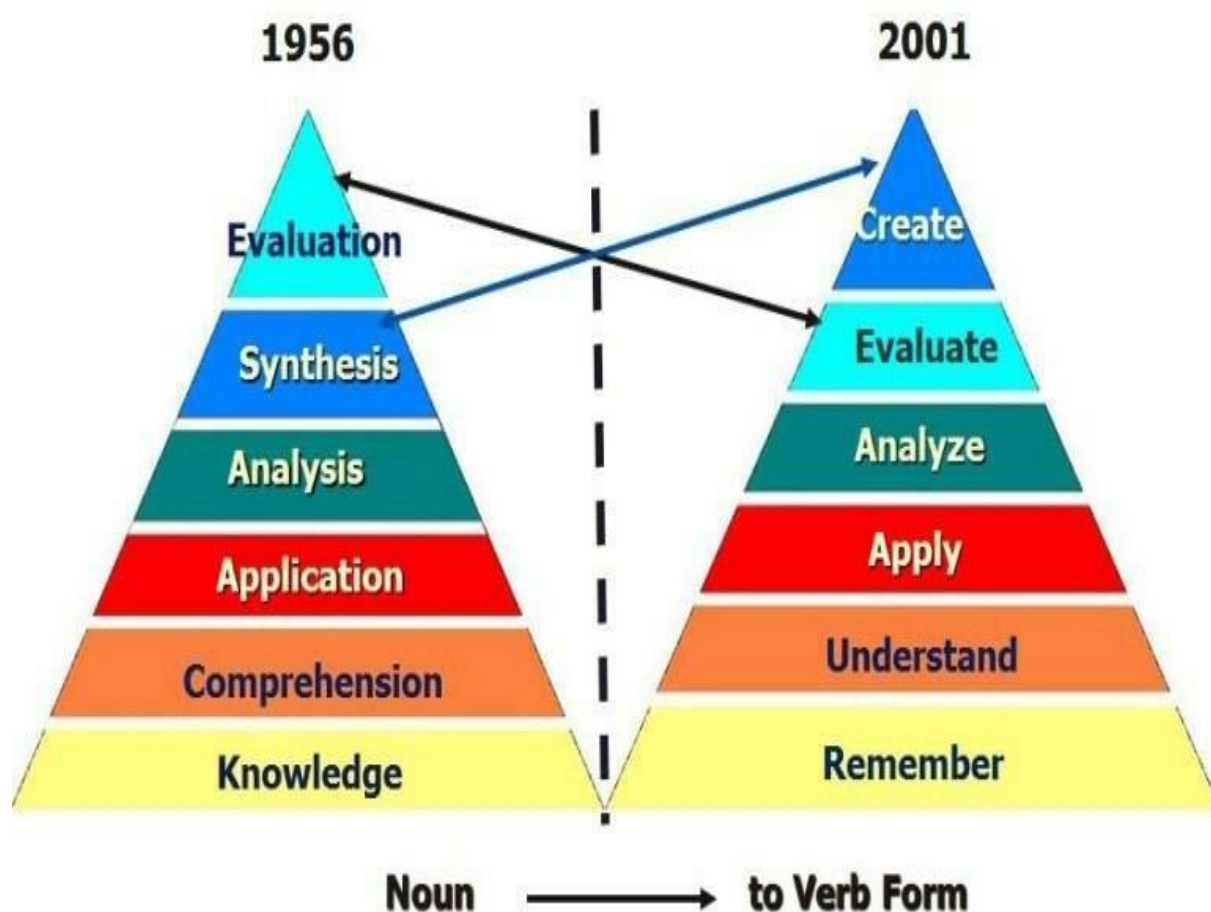 1956
Evaluation
Synthesis
Analysis
Application
Comprehension
Knowledge
2001
Create
Evaluate
Analyze
Apply
Understand
Remember
Noun to Verb Form